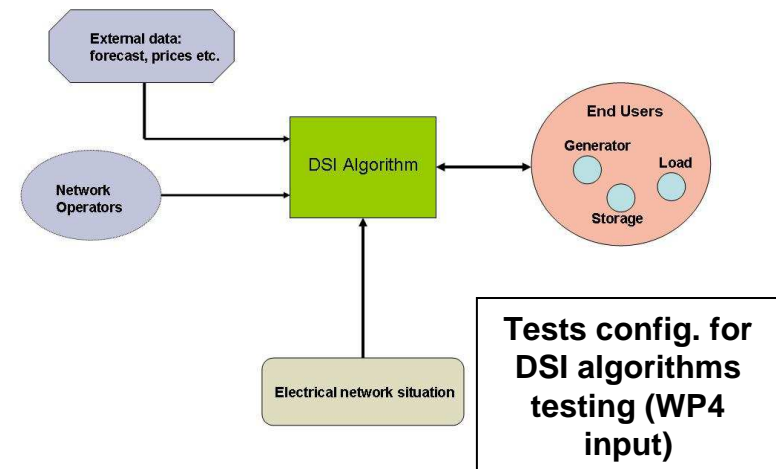 External data:
forecast, prices etc.
DSI Algorithm
End Users
Generator
Load
Storage
Network
Operators
Electrical network situation
Tests config. for
DSI algorithms
testing (WP4
input)